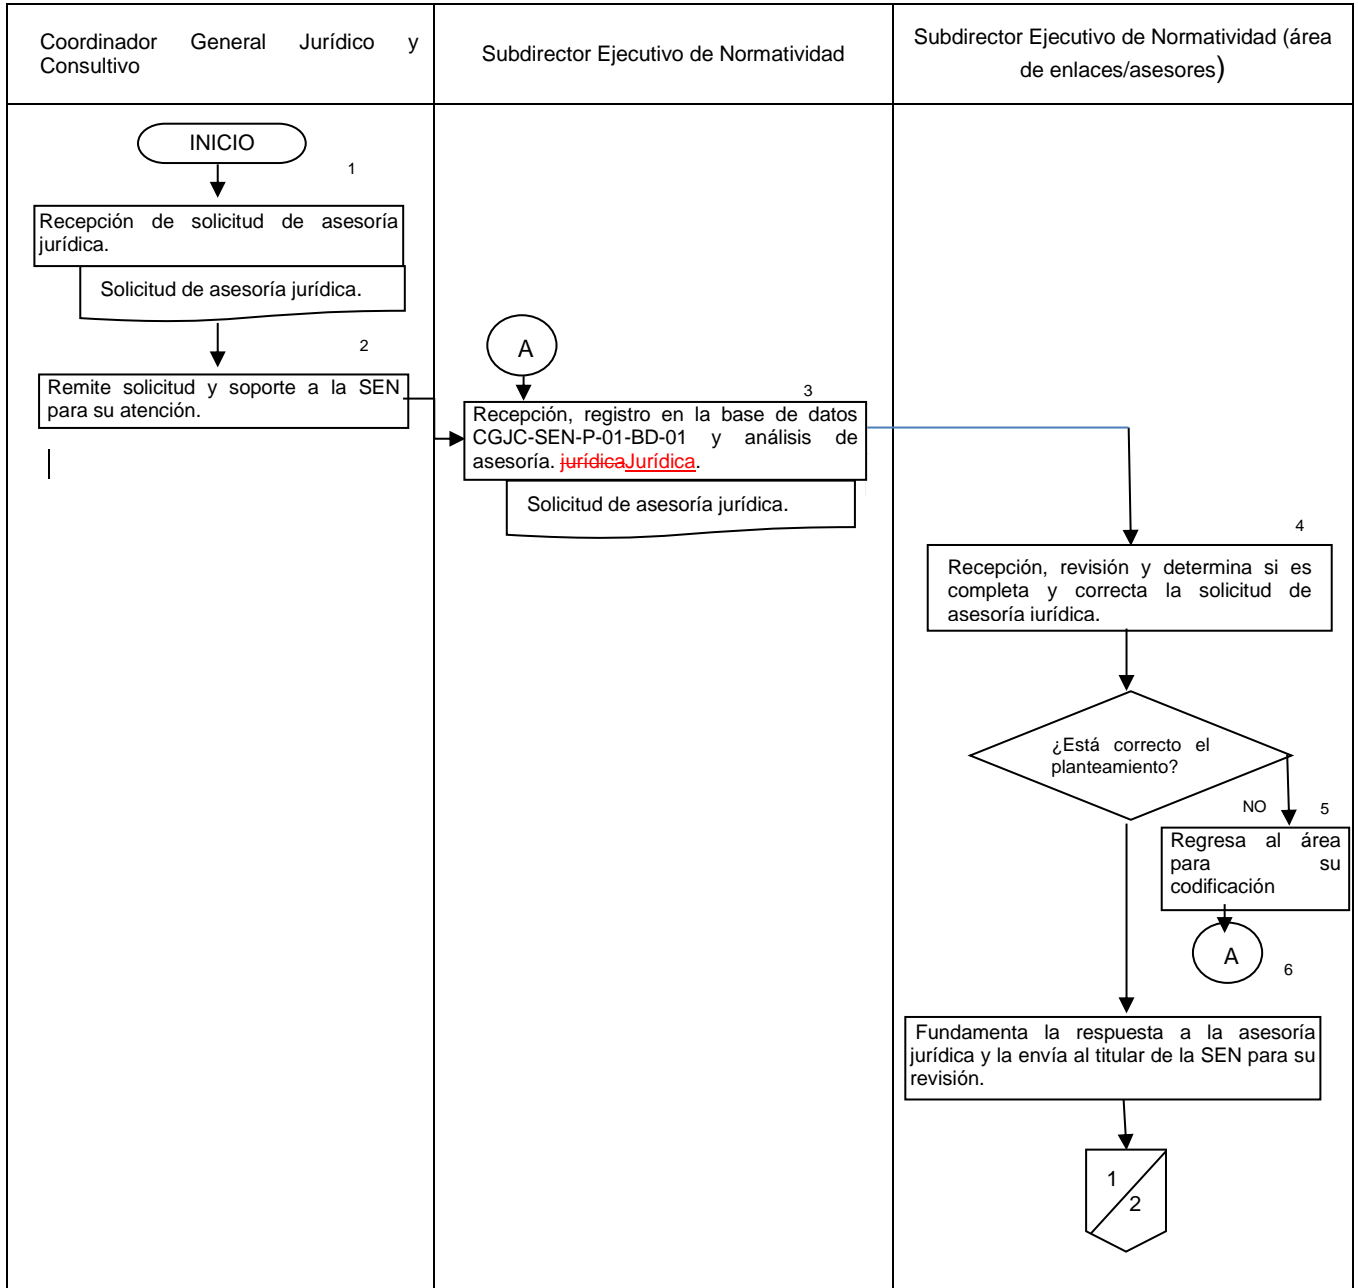 Coordinador General Jurídico y
Consultivo
Subdirector Ejecutivo de Normatividad
Subdirector Ejecutivo de Normatividad (área
de enlaces/asesores)
INICIO
1
Recepción de solicitud de asesoría
jurídica.
Solicitud de asesoría jurídica.
2
Remite solicitud y soporte a la SEN
para su atención.
A
3
Recepción, registro en la base de datos
CGJC-SEN-P-01-BD-01 y análisis de
asesoría. jurídicaJurídica.
Solicitud de asesoría jurídica.
4
Recepción, revisión y determina si es
completa y correcta la solicitud de
asesoría jurídica.
¿Está correcto el
planteamiento?
NO
5
Regresa al área
para su
codificación
A
6
Fundamenta la respuesta a la asesoría
jurídica y la envía al titular de la SEN para su
revisión.
1
2